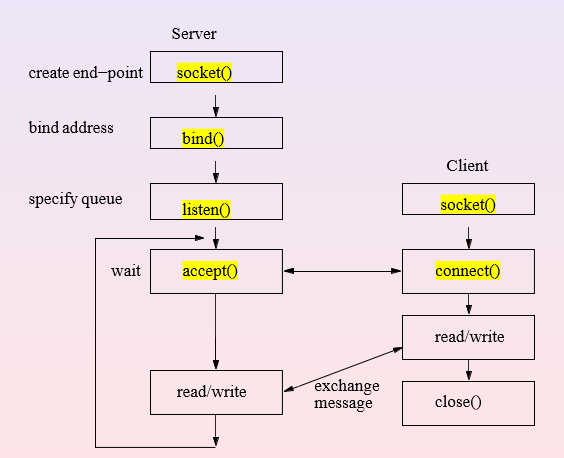 Server
create end−point
socket()
bind address
bind()
Client
specify queue
listen()
socket()
wait
accept()
connect()
read/write
exchange
message
read/write
close()